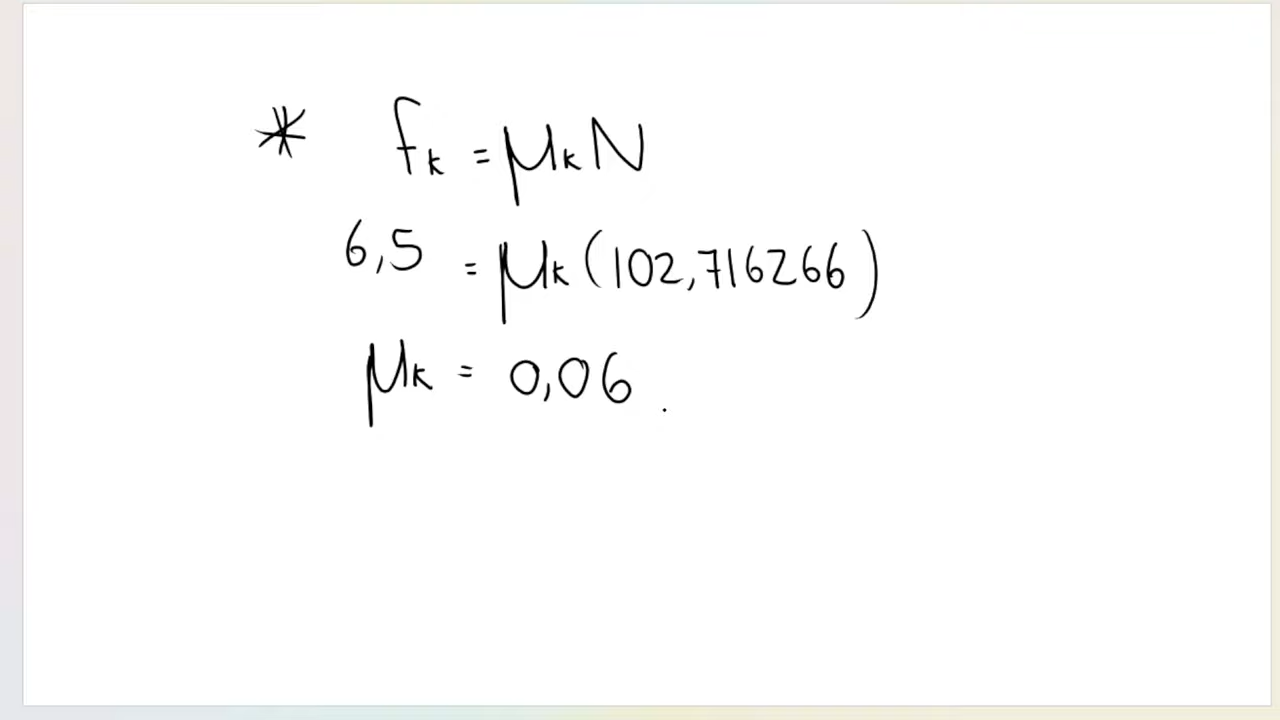 * fk = μkN
6,5 = μk(102,716266)
μk = 0,06.